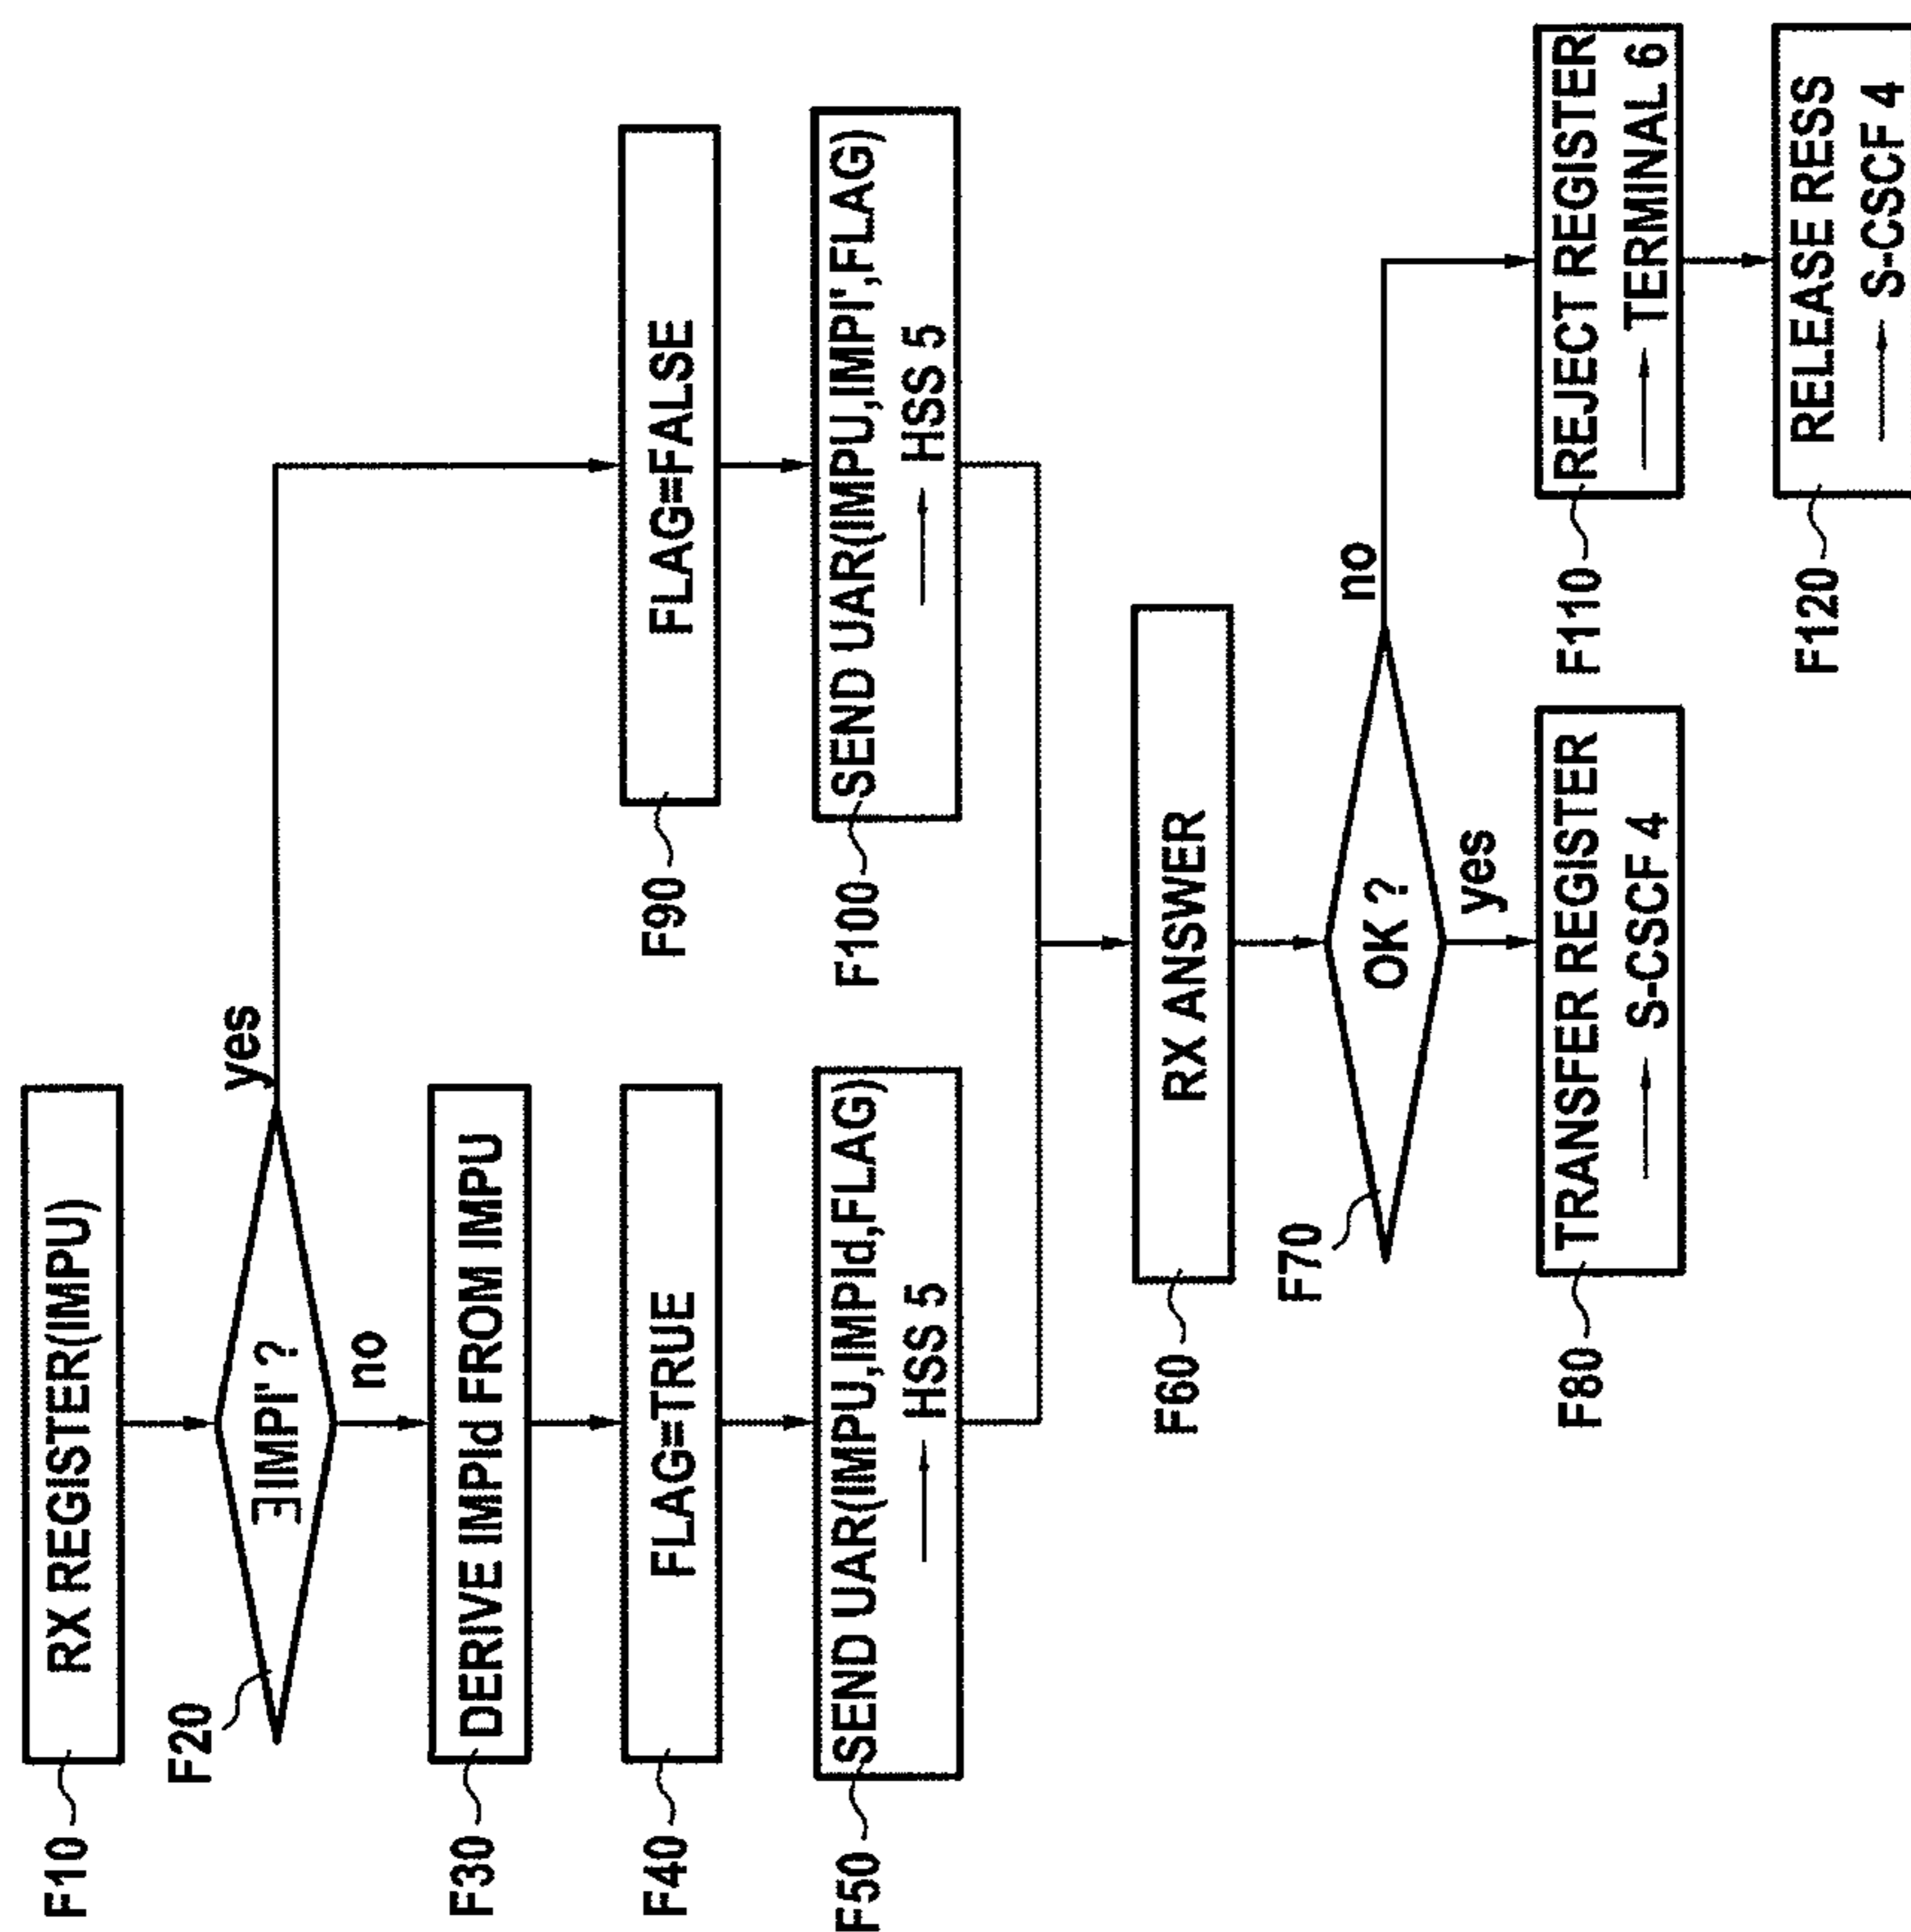 F10
RX REGISTER(IMPU)
F20
∃IMPI' ?
yes
no
F30
DERIVE IMPId FROM IMPU
F40
FLAG=TRUE
F90
FLAG=FALSE
F50
SEND UAR(IMPU,IMPId,FLAG)
HSS 5
F100
SEND UAR(IMPU,IMPI',FLAG)
HSS 5
F60
RX ANSWER
F70
OK ?
no
yes
F80
TRANSFER REGISTER
S-CSCF 4
F110
REJECT REGISTER
TERMINAL 6
F120
RELEASE RESS
S-CSCF 4